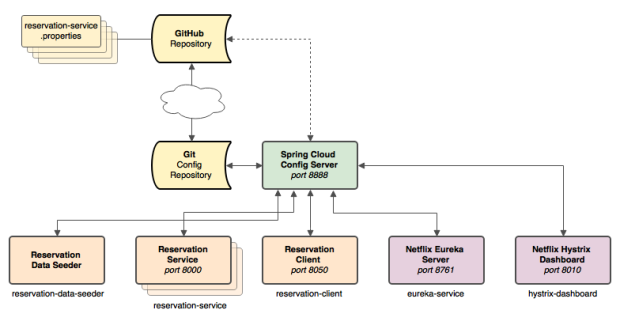 reservation-service
.properties
GitHub
Repository
Git
Config
Repository
Spring Cloud
Config Server
port 8888
Reservation
Data Seeder
reservation-data-seeder
Reservation
Service
port 8000
reservation-service
Reservation
Client
port 8050
reservation-client
Netflix Eureka
Server
port 8761
eureka-service
Netflix Hystrix
Dashboard
port 8010
hystrix-dashboard